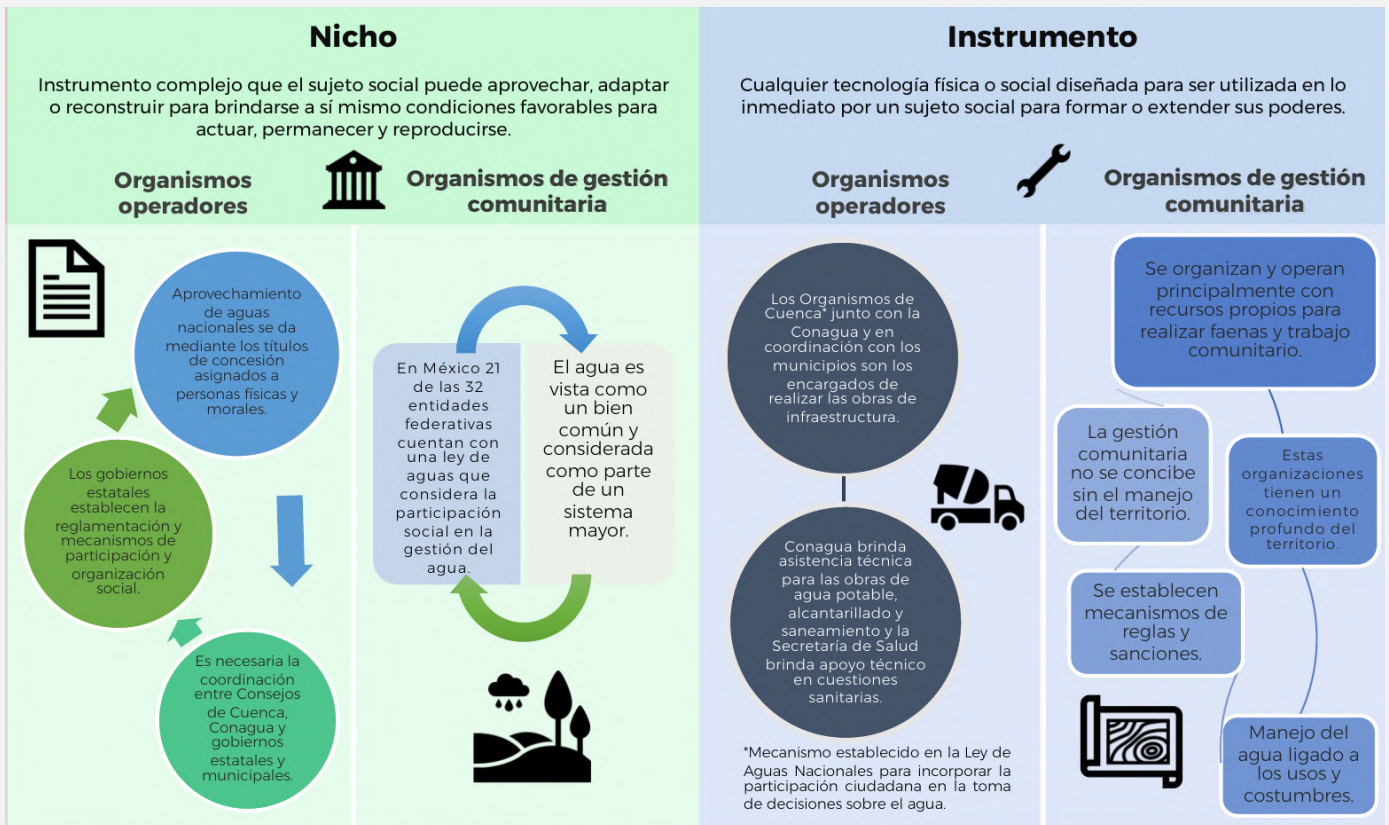 Nicho
Instrumento complejo que el sujeto social puede aprovechar, adaptar
o reconstruir para brindarse a sí mismo condiciones favorables para
actuar, permanecer y reproducirse.
Organismos
operadores
Organismos de gestión
comunitaria
Aprovechamiento
de aguas
nacionales se da
mediante los títulos
de concesión
asignados a
personas físicas y
morales.
Los gobiernos
estatales
establecen la
reglamentación y
mecanismos de
participación y
organización
social.
Es necesaria la
coordinación
entre Consejos
de Cuenca,
Conagua y
gobiernos
estatales y
municipales.
En México 21
de las 32
entidades
federativas
cuentan con
una ley de
aguas que
considera la
participación
social en la
gestión del
agua.
El agua es
vista como
un bien
común y
considerada
como parte
de un
sistema
mayor.
Instrumento
Cualquier tecnología física o social diseñada para ser utilizada en lo
inmediato por un sujeto social para formar o extender sus poderes.
Organismos
operadores
Organismos de gestión
comunitaria
Los Organismos de
Cuenca* junto con la
Conagua y en
coordinación con los
municipios son los
encargados de
realizar las obras de
infraestructura.
Conagua brinda
asistencia técnica
para las obras de
agua potable,
alcantarillado y
saneamiento y la
Secretaría de Salud
brinda apoyo técnico
en cuestiones
sanitarias.
*Mecanismo establecido en la Ley de
Aguas Nacionales para incorporar la
participación ciudadana en la toma
de decisiones sobre el agua.
Se organizan y operan
principalmente con
recursos propios para
realizar faenas y trabajo
comunitario.
La gestión
comunitaria
no se concibe
sin el manejo
del territorio.
Estas
organizaciones
tienen un
conocimiento
profundo del
territorio.
Se establecen
mecanismos de
reglas y
sanciones.
Manejo del
agua ligado a
los usos y
costumbres.